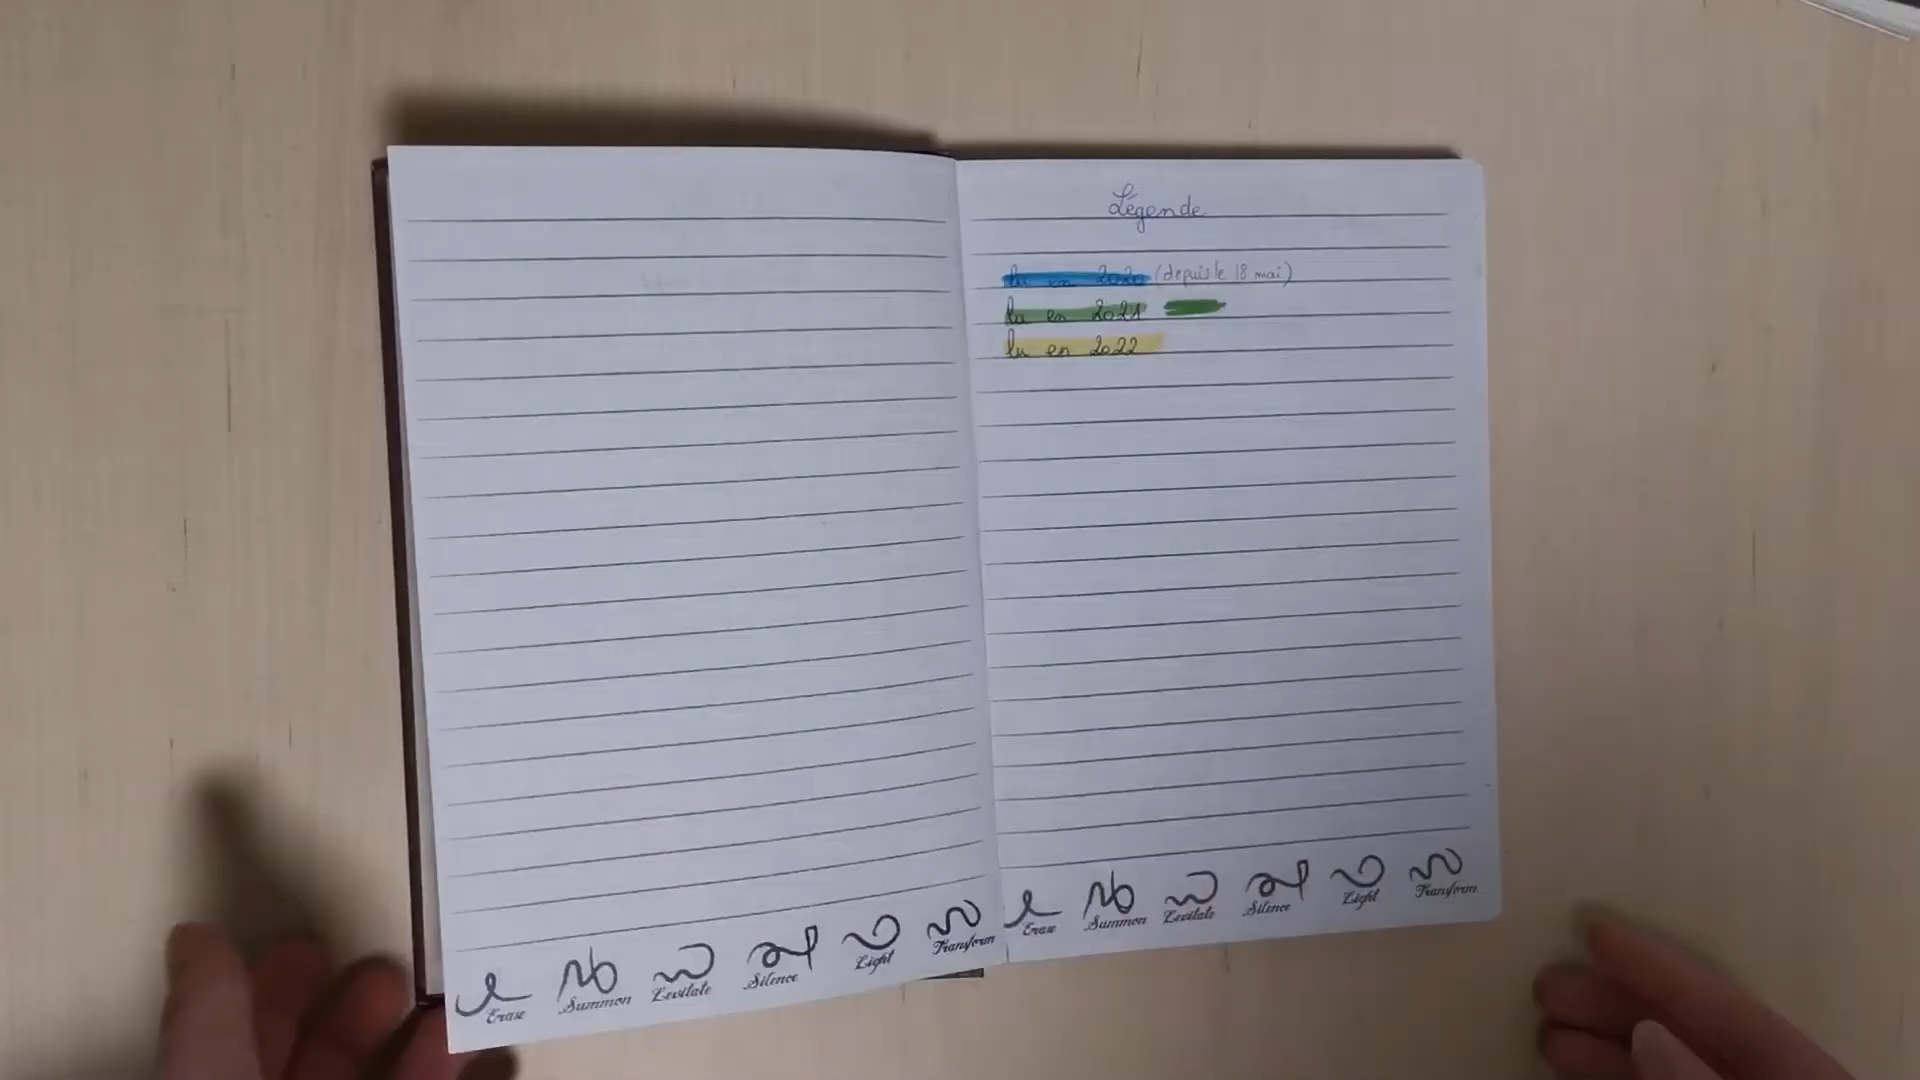 Légende
lu en 2020 (depuis le 18 mai)
lu en 2021
lu en 2022
Erase Summon Levitate Silence Light Transform
Erase Summon Levitate Silence Light Transform